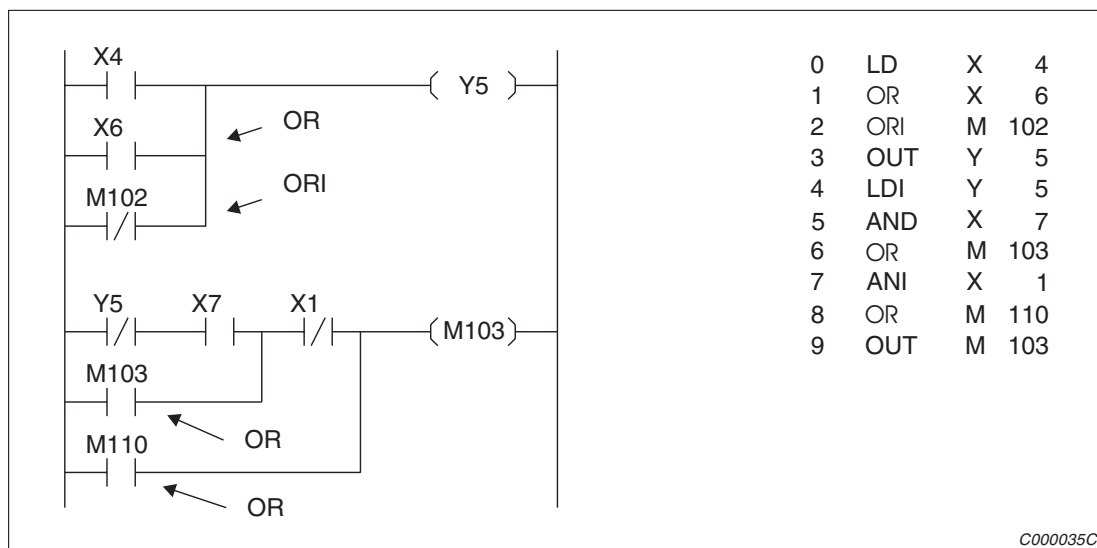 X4
Y5
X6
OR
M102
ORI
Y5 X7 X1
M103
M103
OR
M110
OR
0 LD X 4
1 OR X 6
2 ORI M 102
3 OUT Y 5
4 LDI Y 5
5 AND X 7
6 OR M 103
7 ANI X 1
8 OR M 110
9 OUT M 103
C000035C